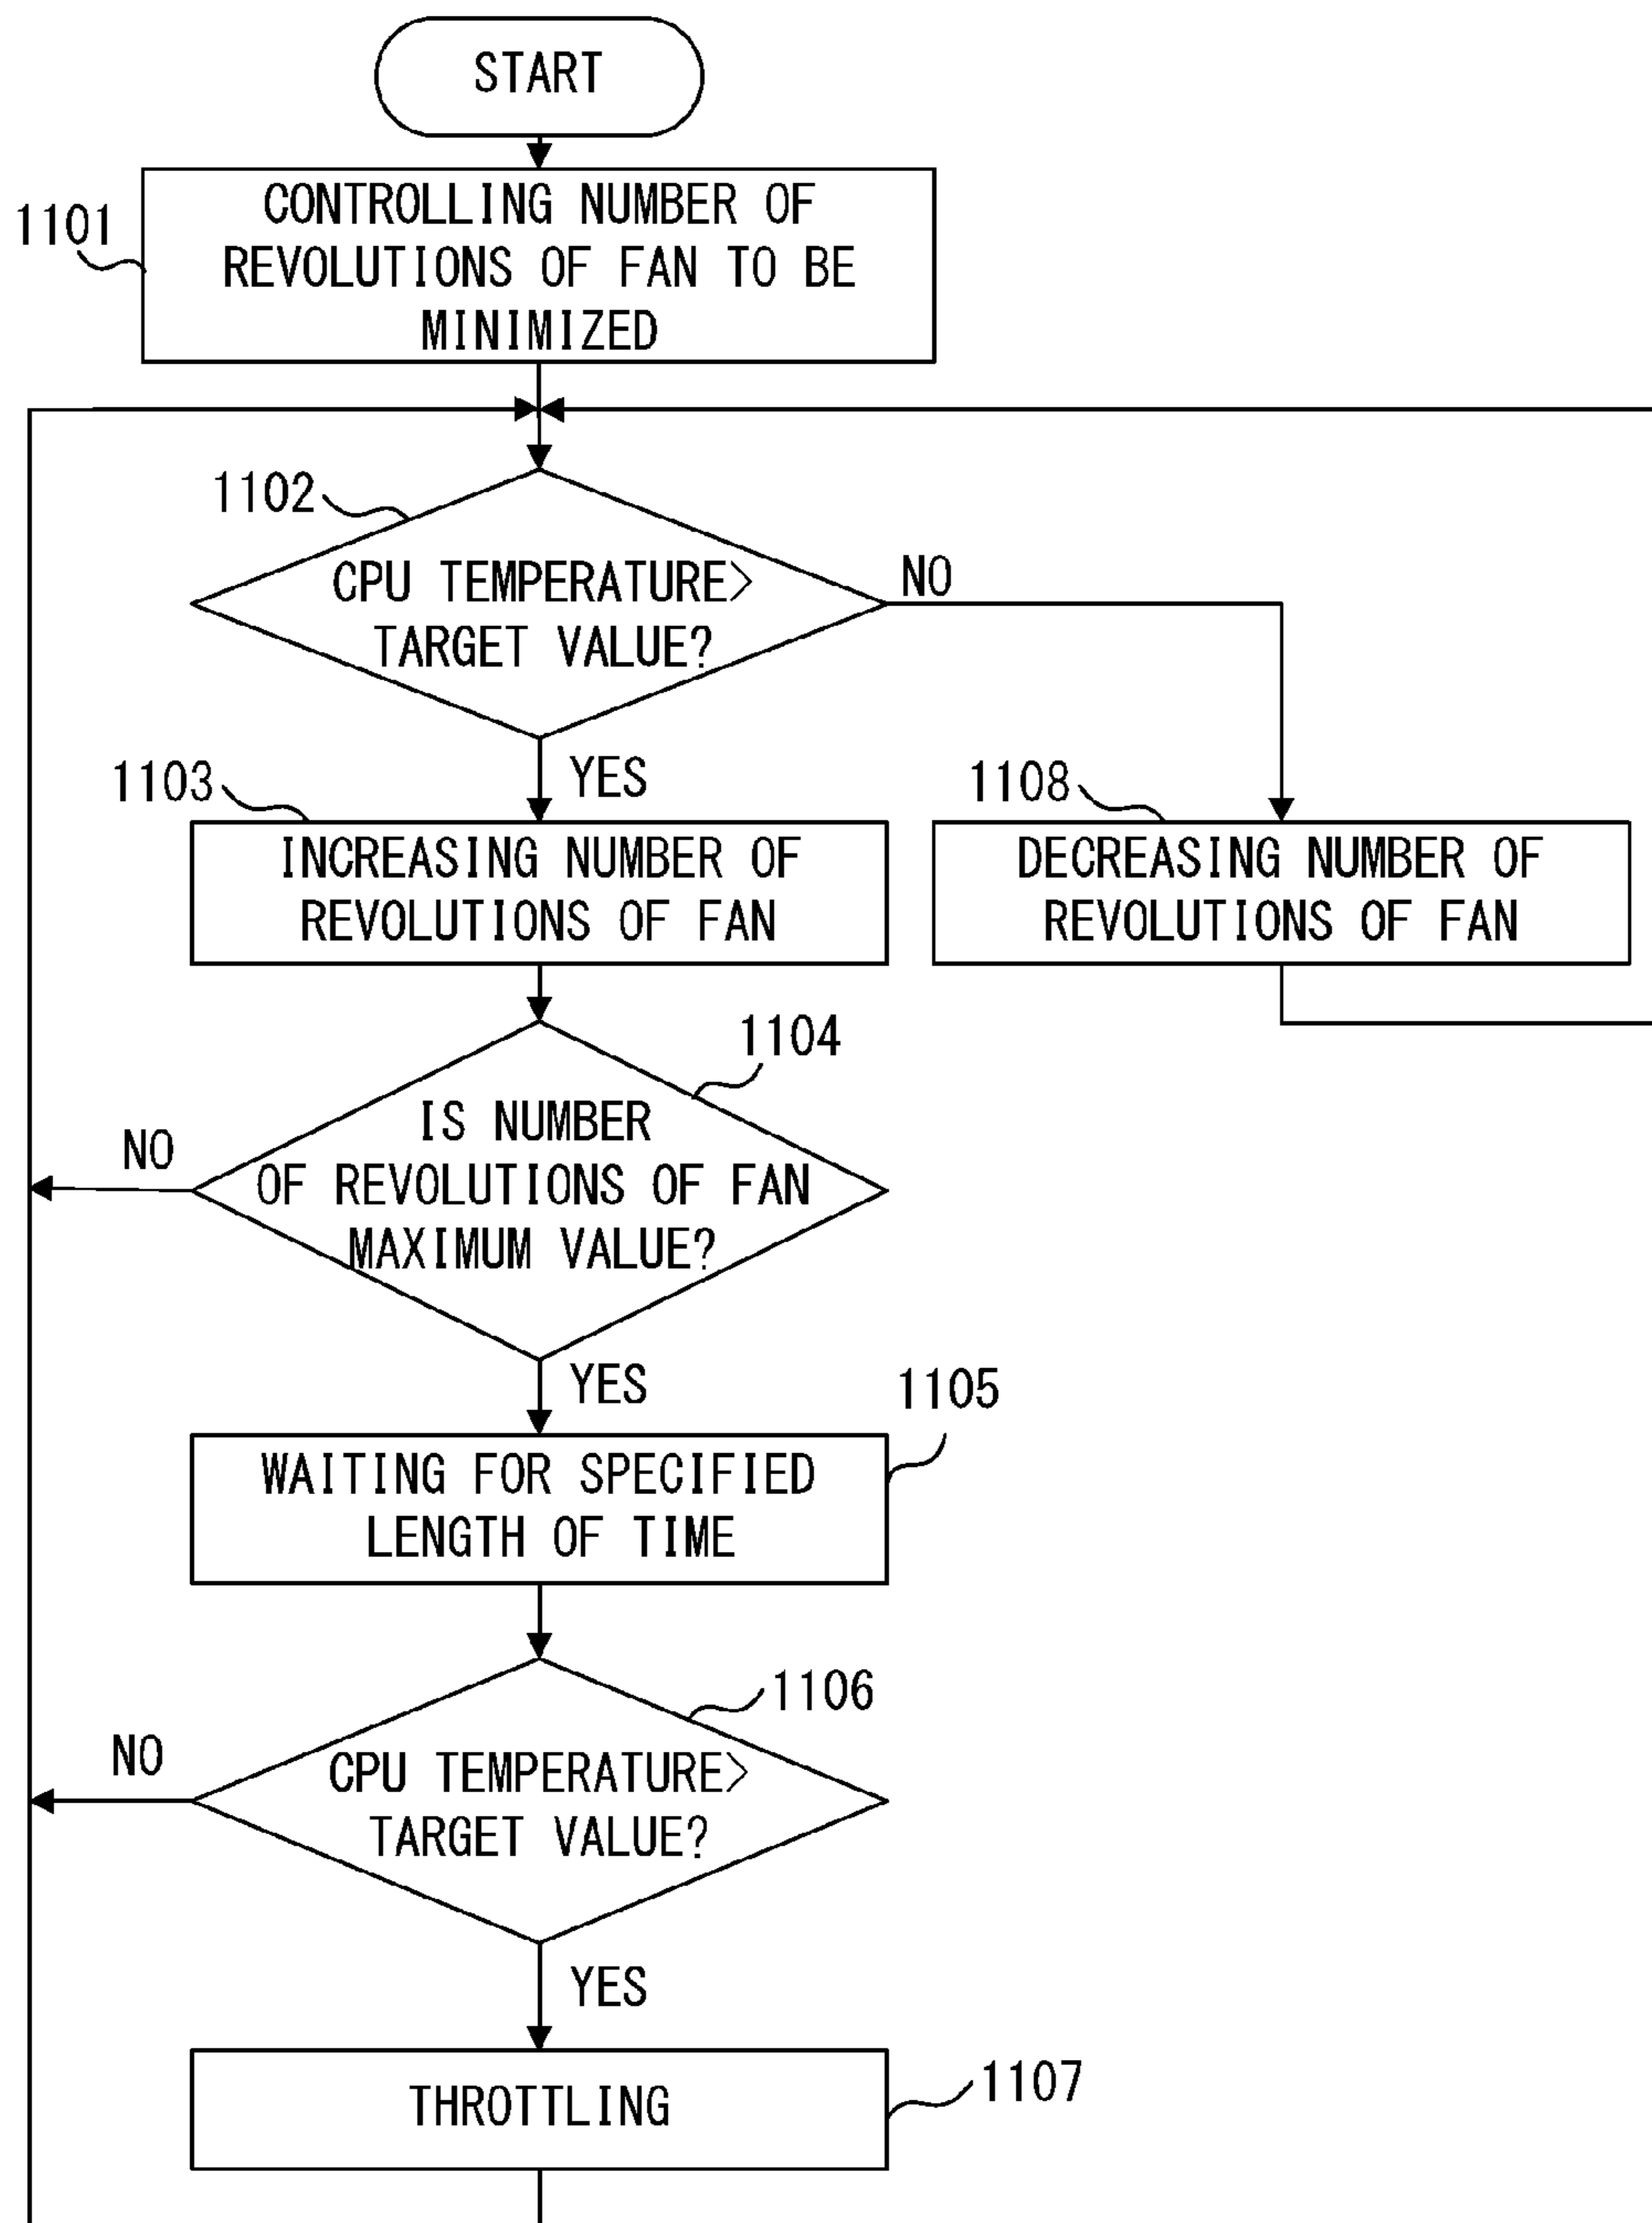 START
1101
CONTROLLING NUMBER OF
REVOLUTIONS OF FAN TO BE
MINIMIZED
1102
CPU TEMPERATURE>
TARGET VALUE?
NO
YES
1103
INCREASING NUMBER OF
REVOLUTIONS OF FAN
1108
DECREASING NUMBER OF
REVOLUTIONS OF FAN
1104
IS NUMBER
OF REVOLUTIONS OF FAN
MAXIMUM VALUE?
NO
YES
1105
WAITING FOR SPECIFIED
LENGTH OF TIME
1106
CPU TEMPERATURE>
TARGET VALUE?
NO
YES
THROTTLING
1107